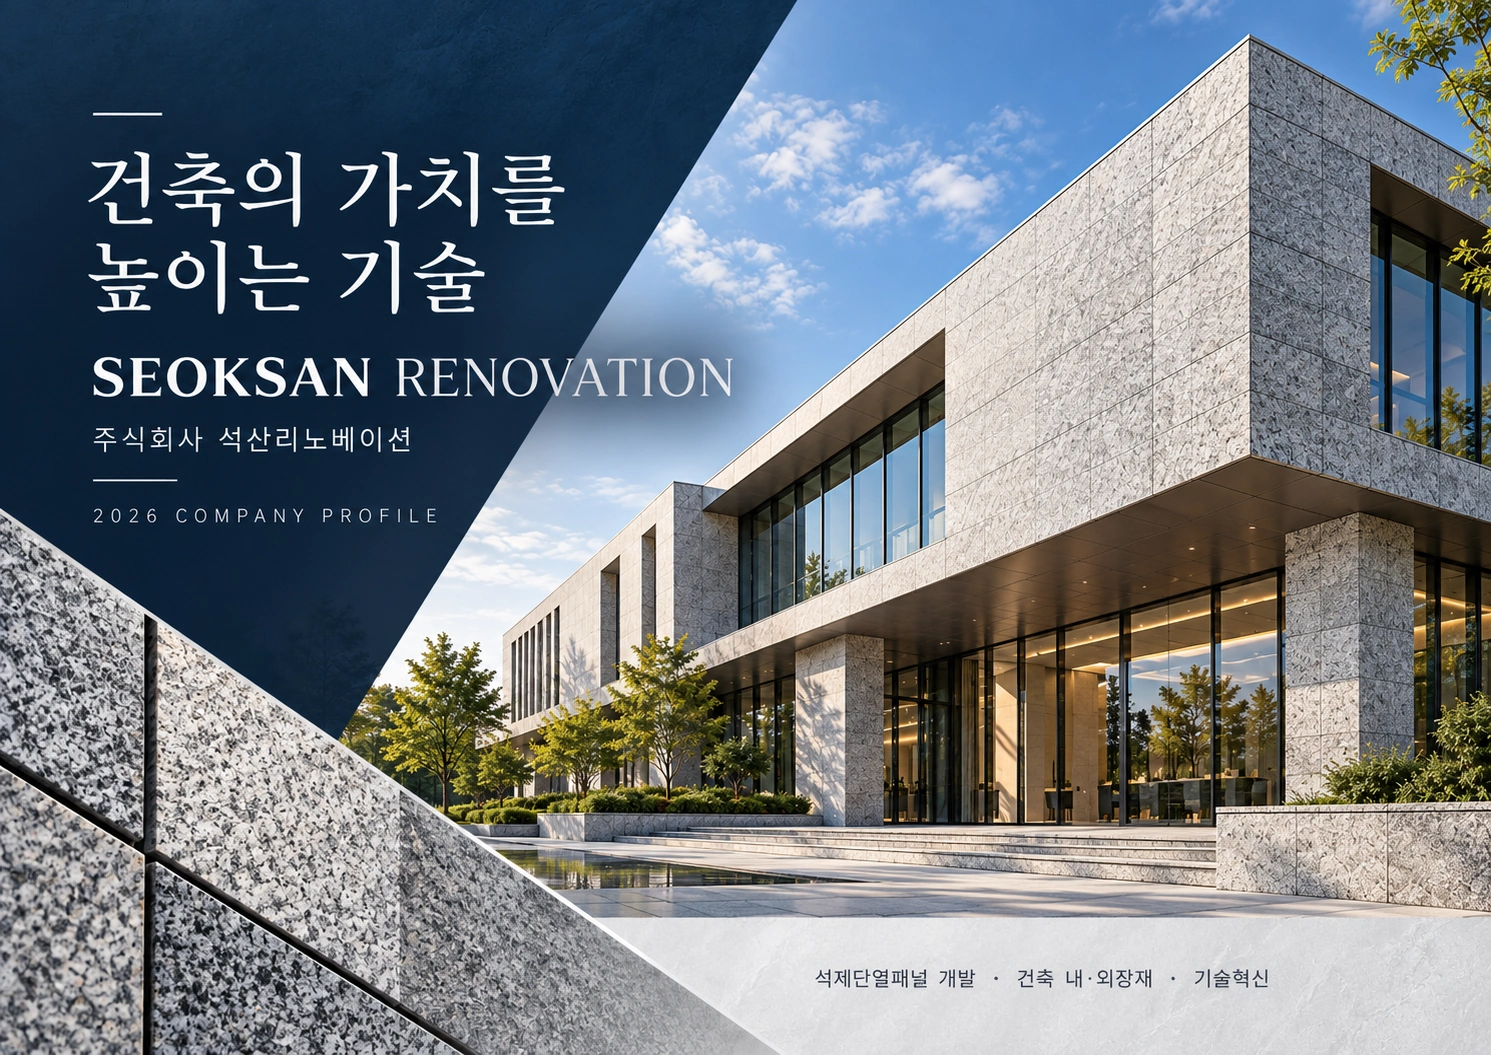 건축의 가치를
높이는 기술
SEOKSAN RENOVATION
주식회사 석산리노베이션
2026 COMPANY PROFILE
석제단열패널 개발 · 건축 내·외장재 · 기술혁신